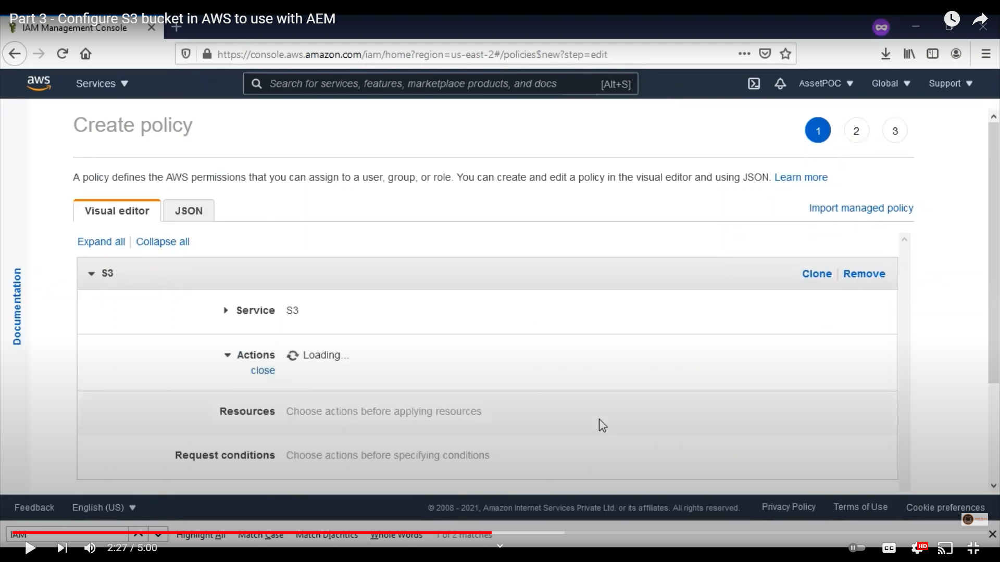 Part 3 - Configure S3 bucket in AWS to use with AEM
IAM Management Console
https://console.aws.amazon.com/iam/home?region=us-east-2#/policies$new?step=edit
aws
Services
Search for services, features, marketplace products, and docs
[Alt+S]
AssetPOC
Global
Support
Create policy
1
2
3
A policy defines the AWS permissions that you can assign to a user, group, or role. You can create and edit a policy in the visual editor and using JSON. Learn more
Visual editor
JSON
Import managed policy
Expand all
Collapse all
Documentation
S3
Clone
Remove
Service
S3
Actions
Loading...
close
Resources
Choose actions before applying resources
Request conditions
Choose actions before specifying conditions
Feedback
English (US)
© 2008 - 2021, Amazon Internet Services Private Ltd. or its affiliates. All rights reserved.
Privacy Policy
Terms of Use
Cookie preferences
IAM
Highlight All
Match Case
Match Diacritics
Whole Words
1 of 2 matches
2:27 / 5:00
CC
HD